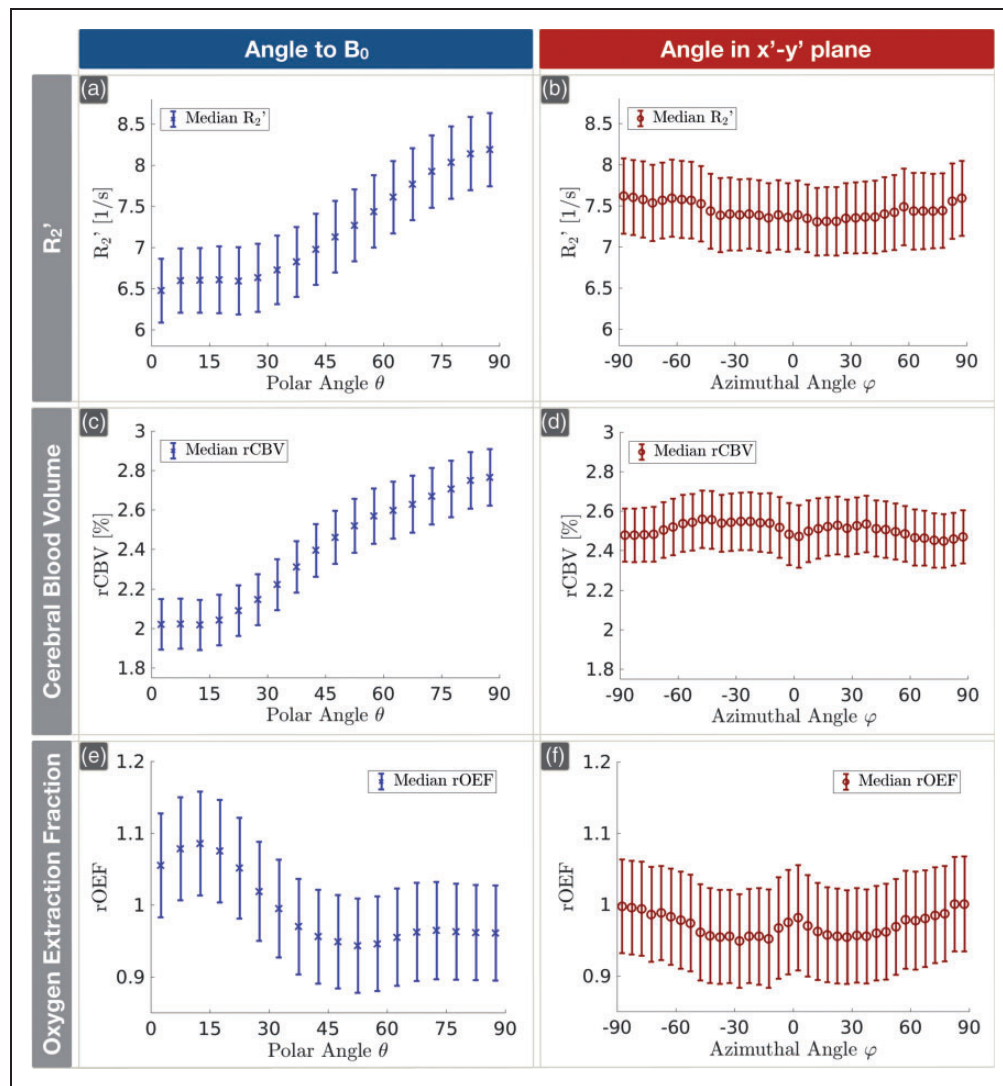 Angle to B₀
Angle in x'-y' plane
R₂'
(a)
Median R₂'
R₂' [1/s]
8.5
8
7.5
7
6.5
6
0 15 30 45 60 75 90
Polar Angle θ
(b)
Median R₂'
R₂' [1/s]
8.5
8
7.5
7
6.5
6
-90 -60 -30 0 30 60 90
Azimuthal Angle φ
Cerebral Blood Volume
(c)
Median rCBV
rCBV [%]
3
2.8
2.6
2.4
2.2
2
1.8
0 15 30 45 60 75 90
Polar Angle θ
(d)
Median rCBV
rCBV [%]
3
2.8
2.6
2.4
2.2
2
1.8
-90 -60 -30 0 30 60 90
Azimuthal Angle φ
Oxygen Extraction Fraction
(e)
Median rOEF
rOEF
1.2
1.1
1
0.9
0 15 30 45 60 75 90
Polar Angle θ
(f)
Median rOEF
rOEF
1.2
1.1
1
0.9
-90 -60 -30 0 30 60 90
Azimuthal Angle φ